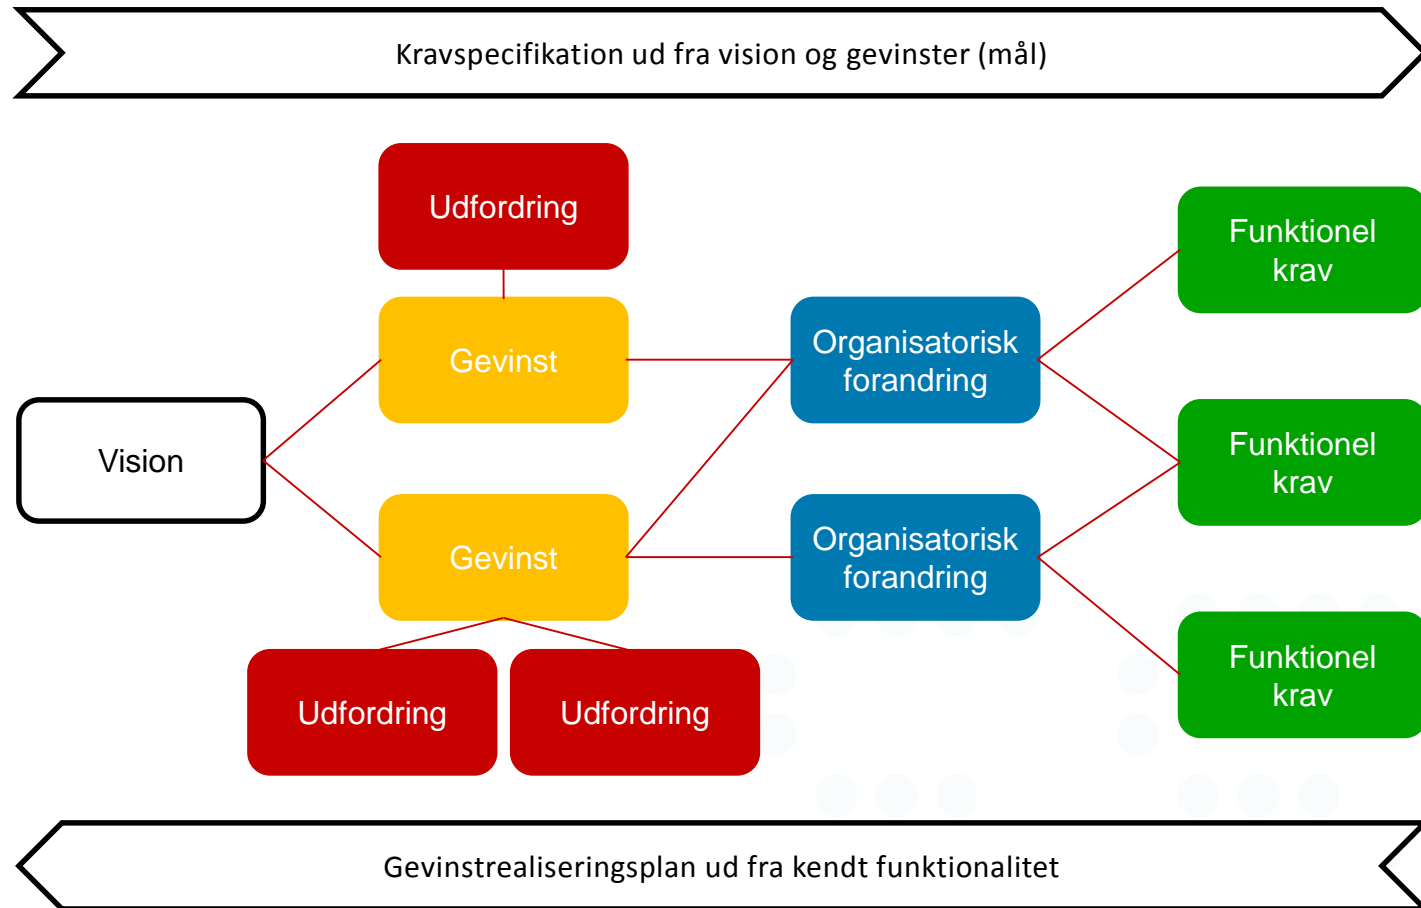 Kravspecifikation ud fra vision og gevinster (mål)
Udfordring
Funktionel
krav
Gevinst
Organisatorisk
forandring
Vision
Funktionel
krav
Gevinst
Organisatorisk
forandring
Funktionel
krav
Udfordring
Udfordring
Gevinstrealiseringsplan ud fra kendt funktionalitet